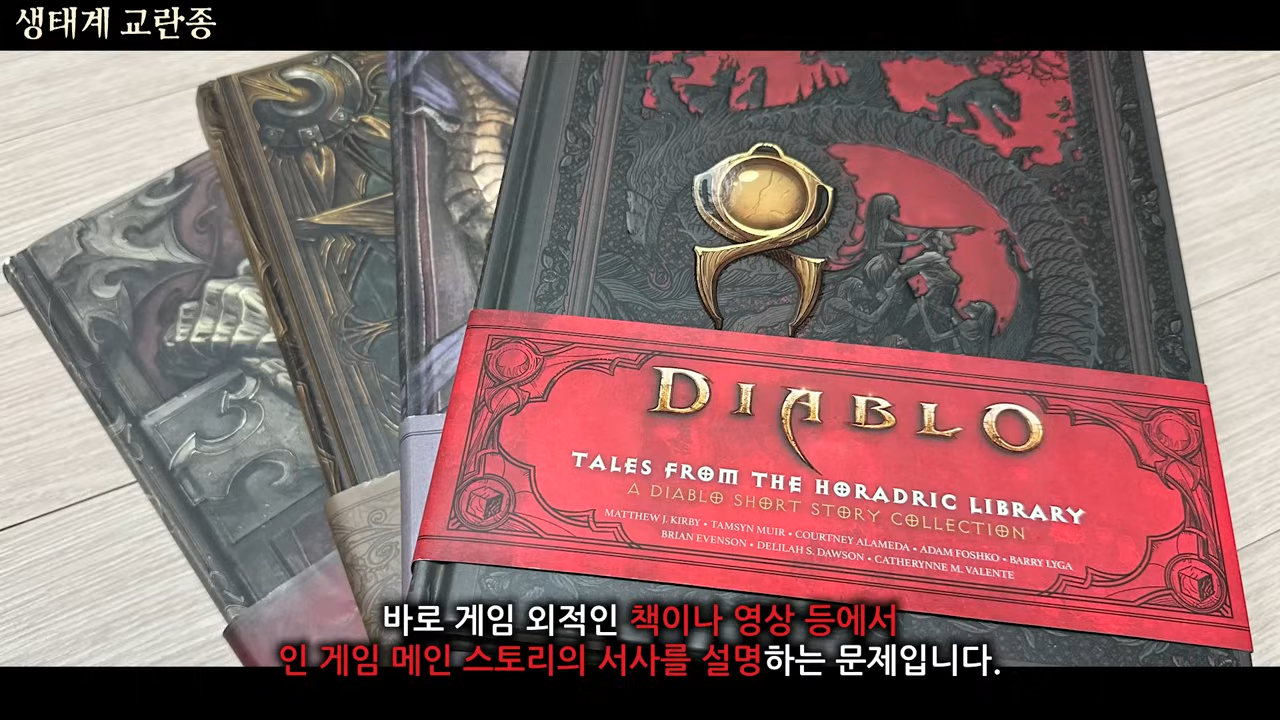 생태계 교란종
DIABLO
TALES FROM THE HORADRIC LIBRARY
A DIABLO SHORT STORY COLLECTION
MATTHEW J. KIRBY • TAMSYN MUIR • COURTNEY ALAMEDA • ADAM FOSHKO • BARRY LYGA
BRIAN EVENSON • DELILAH S. DAWSON • CATHERYNNE M. VALENTE
바로 게임 외적인 책이나 영상 등에서
인 게임 메인 스토리의 서사를 설명하는 문제입니다.